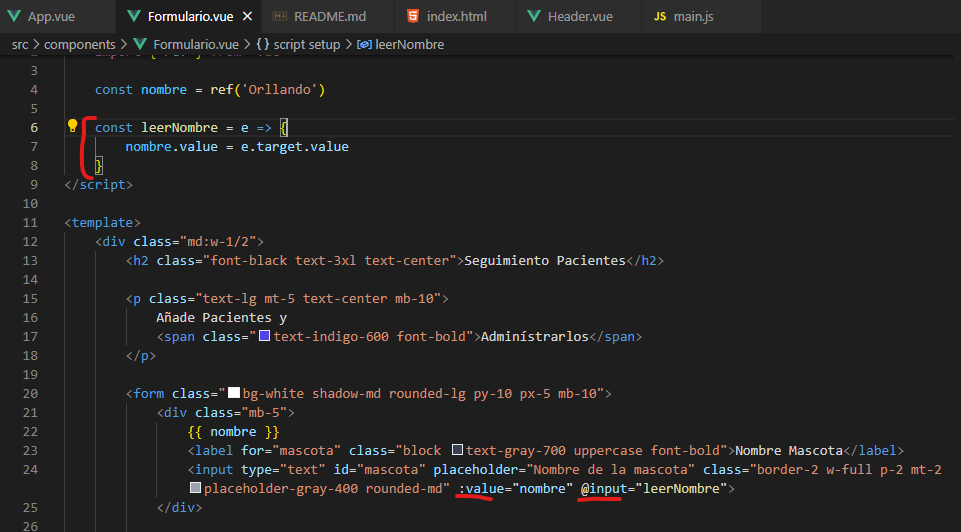 App.vue
Formulario.vue
README.md
index.html
Header.vue
JS main.js
src > components > Formulario.vue > {} script setup > leerNombre
3
4 const nombre = ref('Orllando')
5
6 const leerNombre = e => {
7 nombre.value = e.target.value
8 }
9 </script>
10
11 <template>
12 <div class="md:w-1/2">
13 <h2 class="font-black text-3xl text-center">Seguimiento Pacientes</h2>
14
15 <p class="text-lg mt-5 text-center mb-10">
16 Añade Pacientes y
17 <span class="text-indigo-600 font-bold">Adminístrarlos</span>
18 </p>
19
20 <form class="bg-white shadow-md rounded-lg py-10 px-5 mb-10">
21 <div class="mb-5">
22 {{ nombre }}
23 <label for="mascota" class="block text-gray-700 uppercase font-bold">Nombre Mascota</label>
24 <input type="text" id="mascota" placeholder="Nombre de la mascota" class="border-2 w-full p-2 mt-2
placeholder-gray-400 rounded-md" :value="nombre" @input="leerNombre">
25 </div>
26